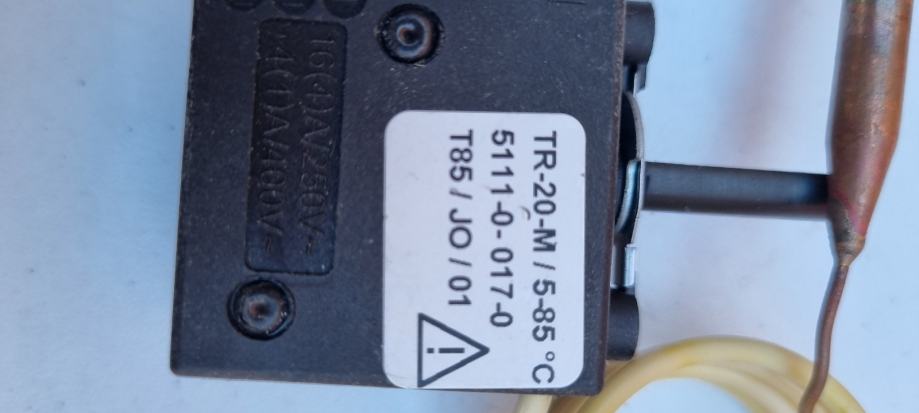 TR-20-M / 5-85 °C
5111-0-017-0
T85 / JO / 01
16(4)A/250V~
4(1)A/400V~